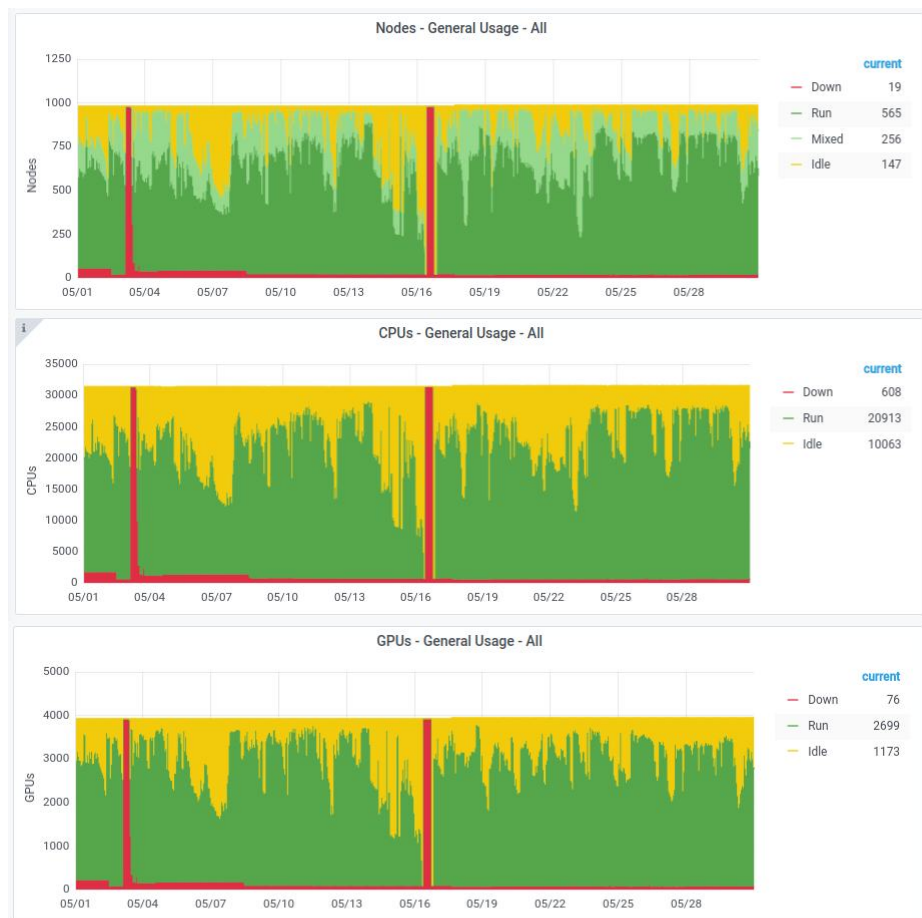 Nodes - General Usage - All
1250
1000
750
500
250
0
Nodes
05/01 05/04 05/07 05/10 05/13 05/16 05/19 05/22 05/25 05/28
current
Down 19
Run 565
Mixed 256
Idle 147
i
CPUs - General Usage - All
35000
30000
25000
20000
15000
10000
5000
0
CPUs
05/01 05/04 05/07 05/10 05/13 05/16 05/19 05/22 05/25 05/28
current
Down 608
Run 20913
Idle 10063
GPUs - General Usage - All
5000
4000
3000
2000
1000
0
GPUs
05/01 05/04 05/07 05/10 05/13 05/16 05/19 05/22 05/25 05/28
current
Down 76
Run 2699
Idle 1173